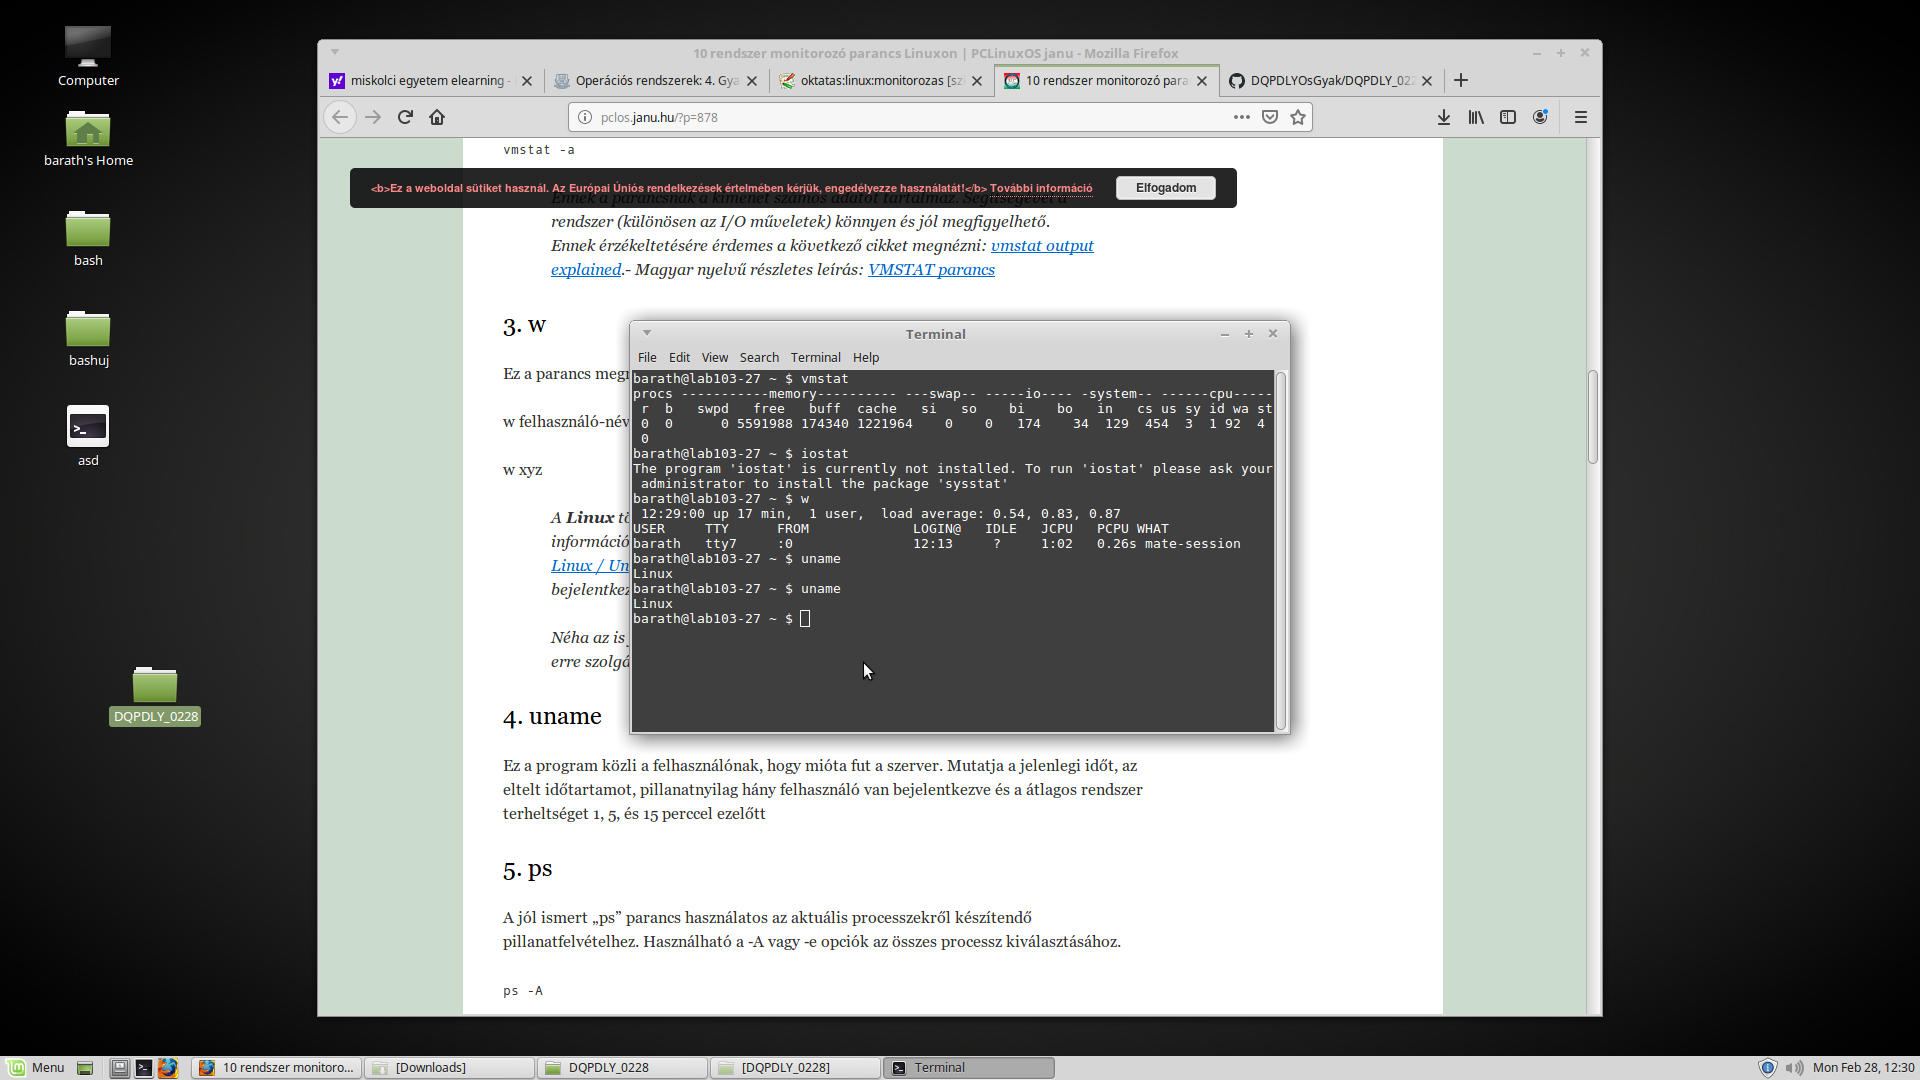 Computer
barath's Home
bash
bashuj
asd
DQPDLY_0228
10 rendszer monitorozó parancs Linuxon | PCLinuxOS janu - Mozilla Firefox
miskolci egyetem elearning -
Operációs rendszerek: 4. Gya
oktatas:linux:monitorozas [sz
10 rendszer monitorozó para
DQPDLYOsGyak/DQPDLY_022
pclos.janu.hu/?p=878
vmstat -a
<b>Ez a weboldal sütiket használ. Az Európai Úniós rendelkezések értelmében kérjük, engedélyezze használatát!</b> További információ
Elfogadom
Ennek a parancsnak a kimenet számos adatot tartalmaz. Segítségével a
rendszer (különösen az I/O műveletek) könnyen és jól megfigyelhető.
Ennek érzékeltetésére érdemes a következő cikket megnézni: vmstat output
explained.- Magyar nyelvű részletes leírás: VMSTAT parancs
3. w
Ez a parancs megm
w felhasználó-név
w xyz
A Linux tö
információ
Linux / Un
bejelentkez
Néha az is j
erre szolgá
Terminal
File Edit View Search Terminal Help
barath@lab103-27 ~ $ vmstat
procs -----------memory---------- ---swap-- -----io---- -system-- ------cpu-----
r b swpd free buff cache si so bi bo in cs us sy id wa st
0 0 0 5591988 174340 1221964 0 0 174 34 129 454 3 1 92 4
0
barath@lab103-27 ~ $ iostat
The program 'iostat' is currently not installed. To run 'iostat' please ask your
administrator to install the package 'sysstat'
barath@lab103-27 ~ $ w
12:29:00 up 17 min, 1 user, load average: 0.54, 0.83, 0.87
USER TTY FROM LOGIN@ IDLE JCPU PCPU WHAT
barath tty7 :0 12:13 ? 1:02 0.26s mate-session
barath@lab103-27 ~ $ uname
Linux
barath@lab103-27 ~ $ uname
Linux
barath@lab103-27 ~ $
4. uname
Ez a program közli a felhasználónak, hogy mióta fut a szerver. Mutatja a jelenlegi időt, az
eltelt időtartamot, pillanatnyilag hány felhasználó van bejelentkezve és a átlagos rendszer
terheltséget 1, 5, és 15 perccel ezelőtt
5. ps
A jól ismert „ps” parancs használatos az aktuális processzekről készítendő
pillanatfelvételhez. Használható a -A vagy -e opciók az összes processz kiválasztásához.
ps -A
Menu
10 rendszer monitoro...
[Downloads]
DQPDLY_0228
[DQPDLY_0228]
Terminal
Mon Feb 28, 12:30